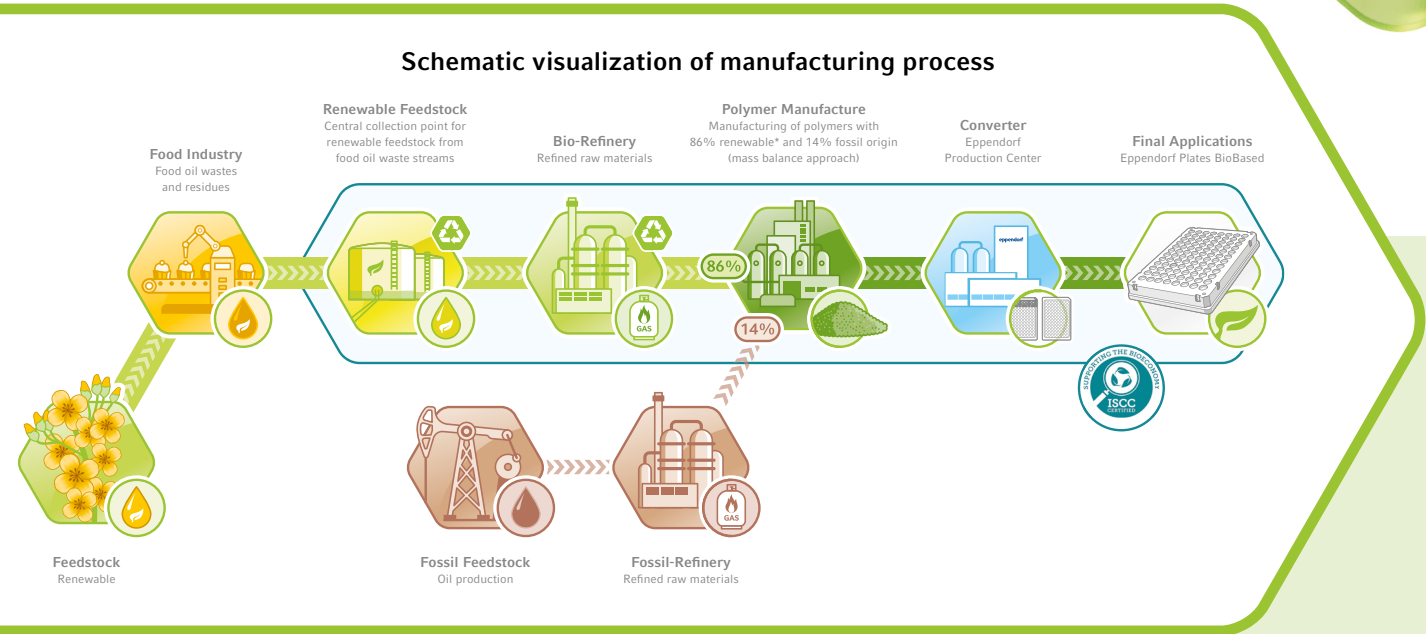 Schematic visualization of manufacturing process
Food Industry
Food oil wastes
and residues
Renewable Feedstock
Central collection point for
renewable feedstock from
food oil waste streams
Bio-Refinery
Refined raw materials
Polymer Manufacture
Manufacturing of polymers with
86% renewable* and 14% fossil origin
(mass balance approach)
Converter
Eppendorf
Production Center
Final Applications
Eppendorf Plates BioBased
eppendorf
86%
GAS
14%
SUPPORTING THE BIOECONOMY
ISCC
CERTIFIED
GAS
Feedstock
Renewable
Fossil Feedstock
Oil production
Fossil-Refinery
Refined raw materials